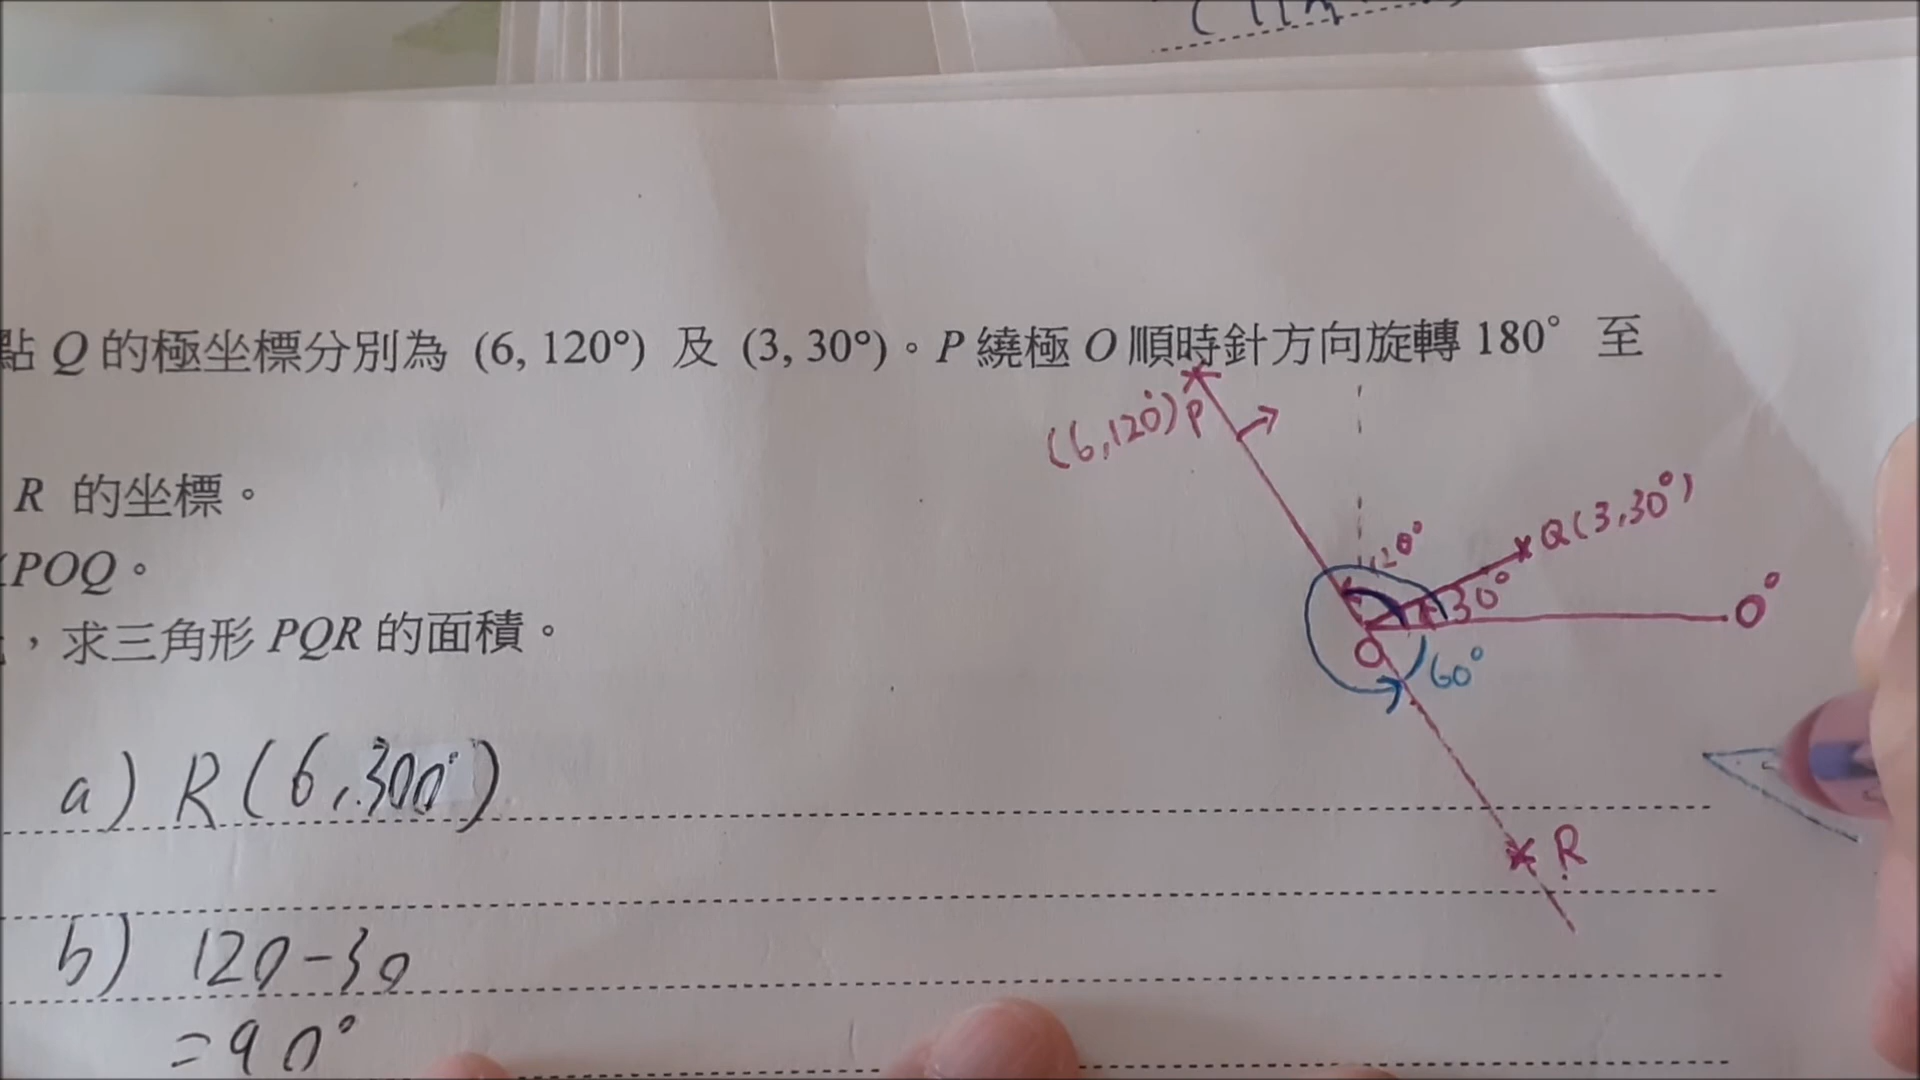 點 Q 的極坐標分別為 (6, 120°) 及 (3, 30°)。P 繞極 O 順時針方向旋轉 180° 至
(6,120°) P
R 的坐標。
Q(3,30°)
POQ。
120°
30°
0°
，求三角形 PQR 的面積。
O
60°
a) R(6,300°)
R
b) 120-30
=90°